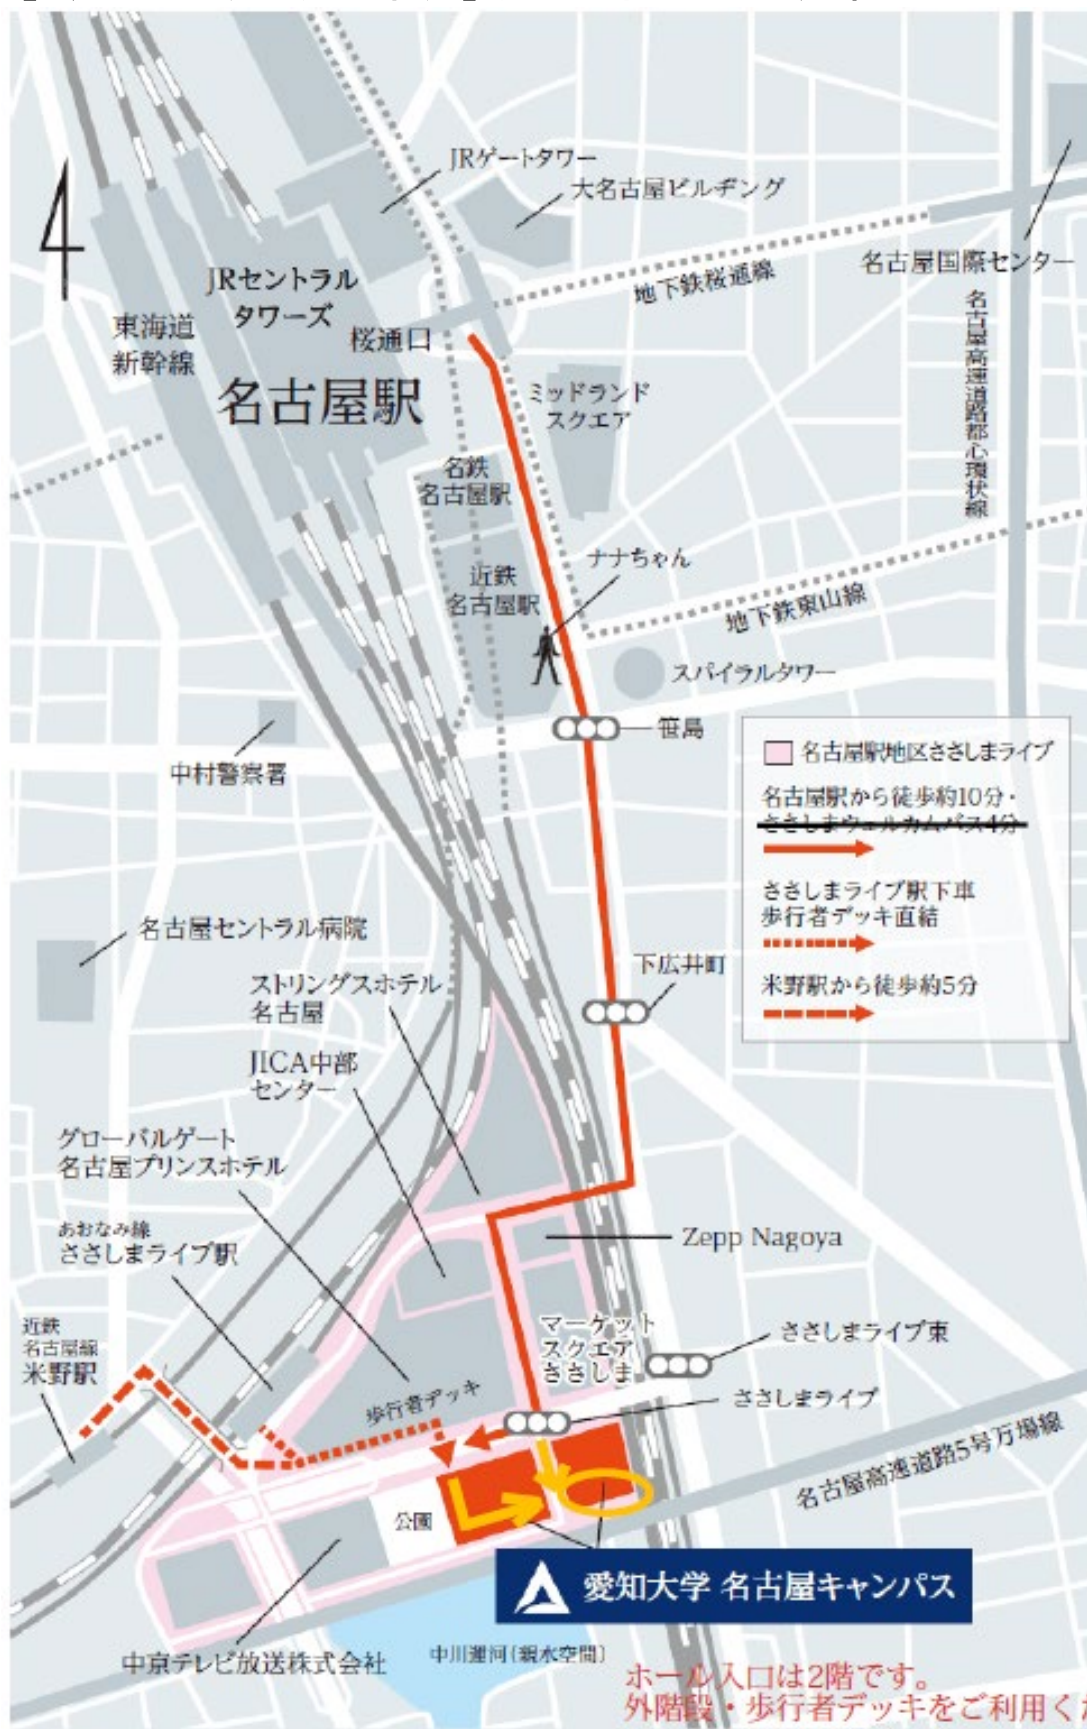 JRゲートタワー
大名古屋ビルヂング
名古屋国際センター
地下鉄桜通線
JRセントラル
タワーズ
東海道
新幹線
桜通口
名古屋駅
名古屋高速道路都心環状線
ミッドランド
スクエア
名鉄
名古屋駅
ナナちゃん
近鉄
名古屋駅
地下鉄東山線
スパイラルタワー
笹島
中村警察署
名古屋駅地区ささしまライブ
名古屋駅から徒歩約10分・
ささしまウェルカムバス4分
ささしまライブ駅下車
歩行者デッキ直結
米野駅から徒歩約5分
名古屋セントラル病院
下広井町
ストリングスホテル
名古屋
JICA中部
センター
グローバルゲート
名古屋プリンスホテル
あおなみ線
ささしまライブ駅
Zepp Nagoya
近鉄
名古屋線
米野駅
マーケット
スクエア
ささしま
ささしまライブ東
歩行者デッキ
ささしまライブ
名古屋高速道路5号万場線
公園
愛知大学 名古屋キャンパス
中京テレビ放送株式会社
中川運河(親水空間)
ホール入口は2階です。
外階段・歩行者デッキをご利用く